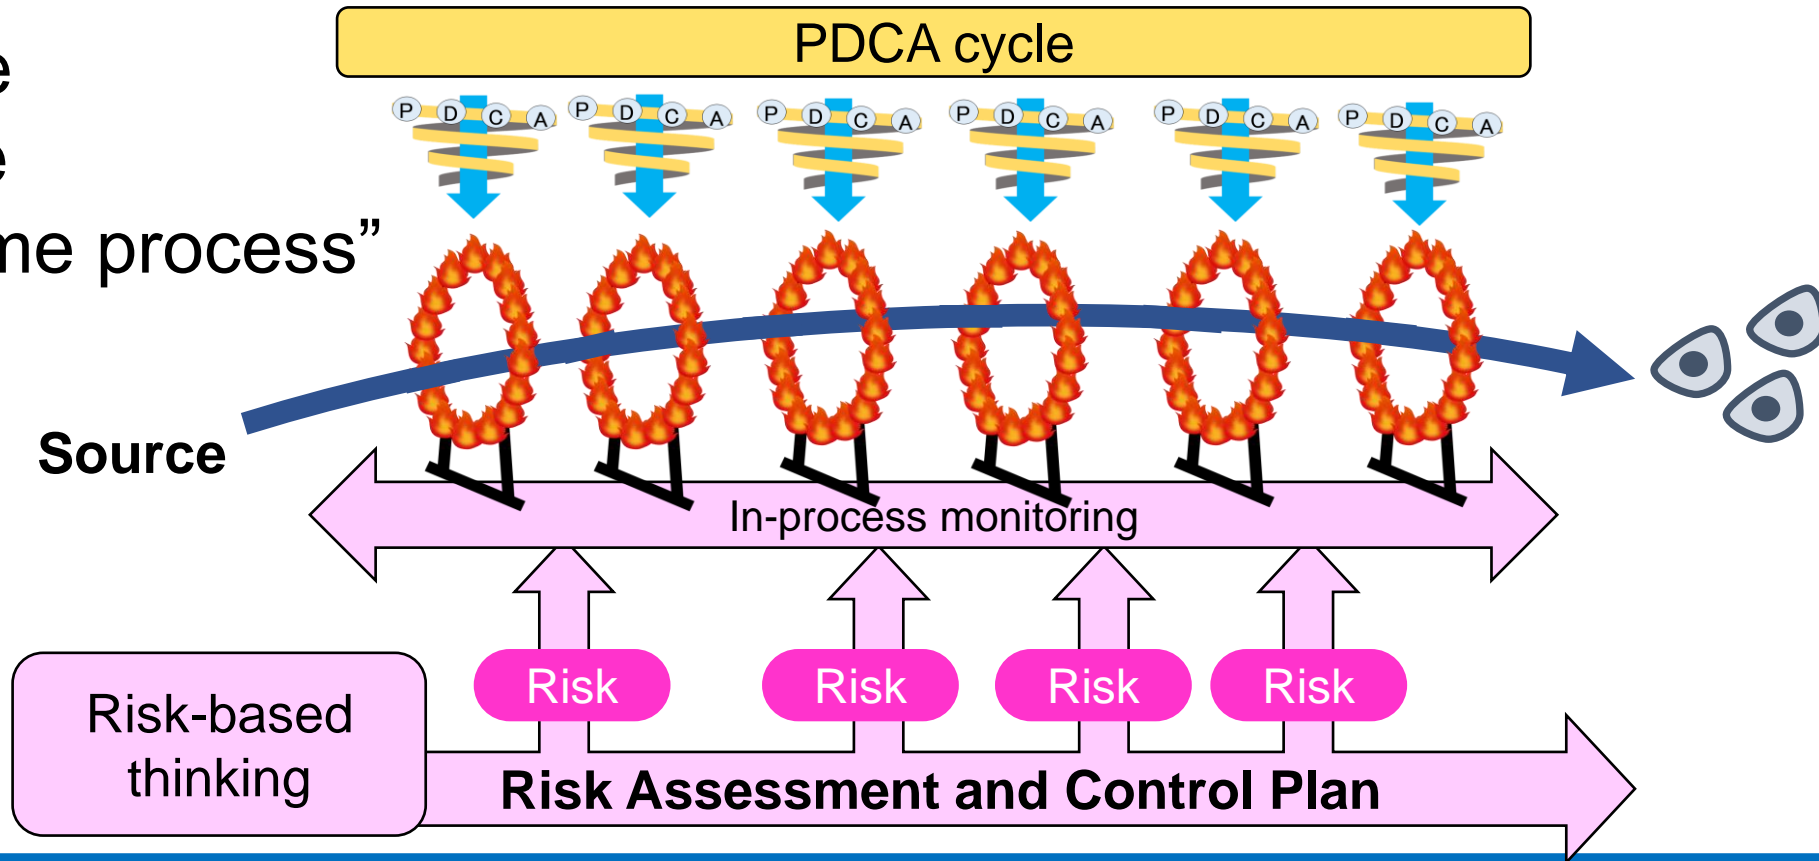 PDCA cycle
e
P D C A P D C A P D C A P D C A P D C A P D C A
e
me process”
Source
In-process monitoring
Risk Risk Risk Risk
Risk-based
thinking
Risk Assessment and Control Plan